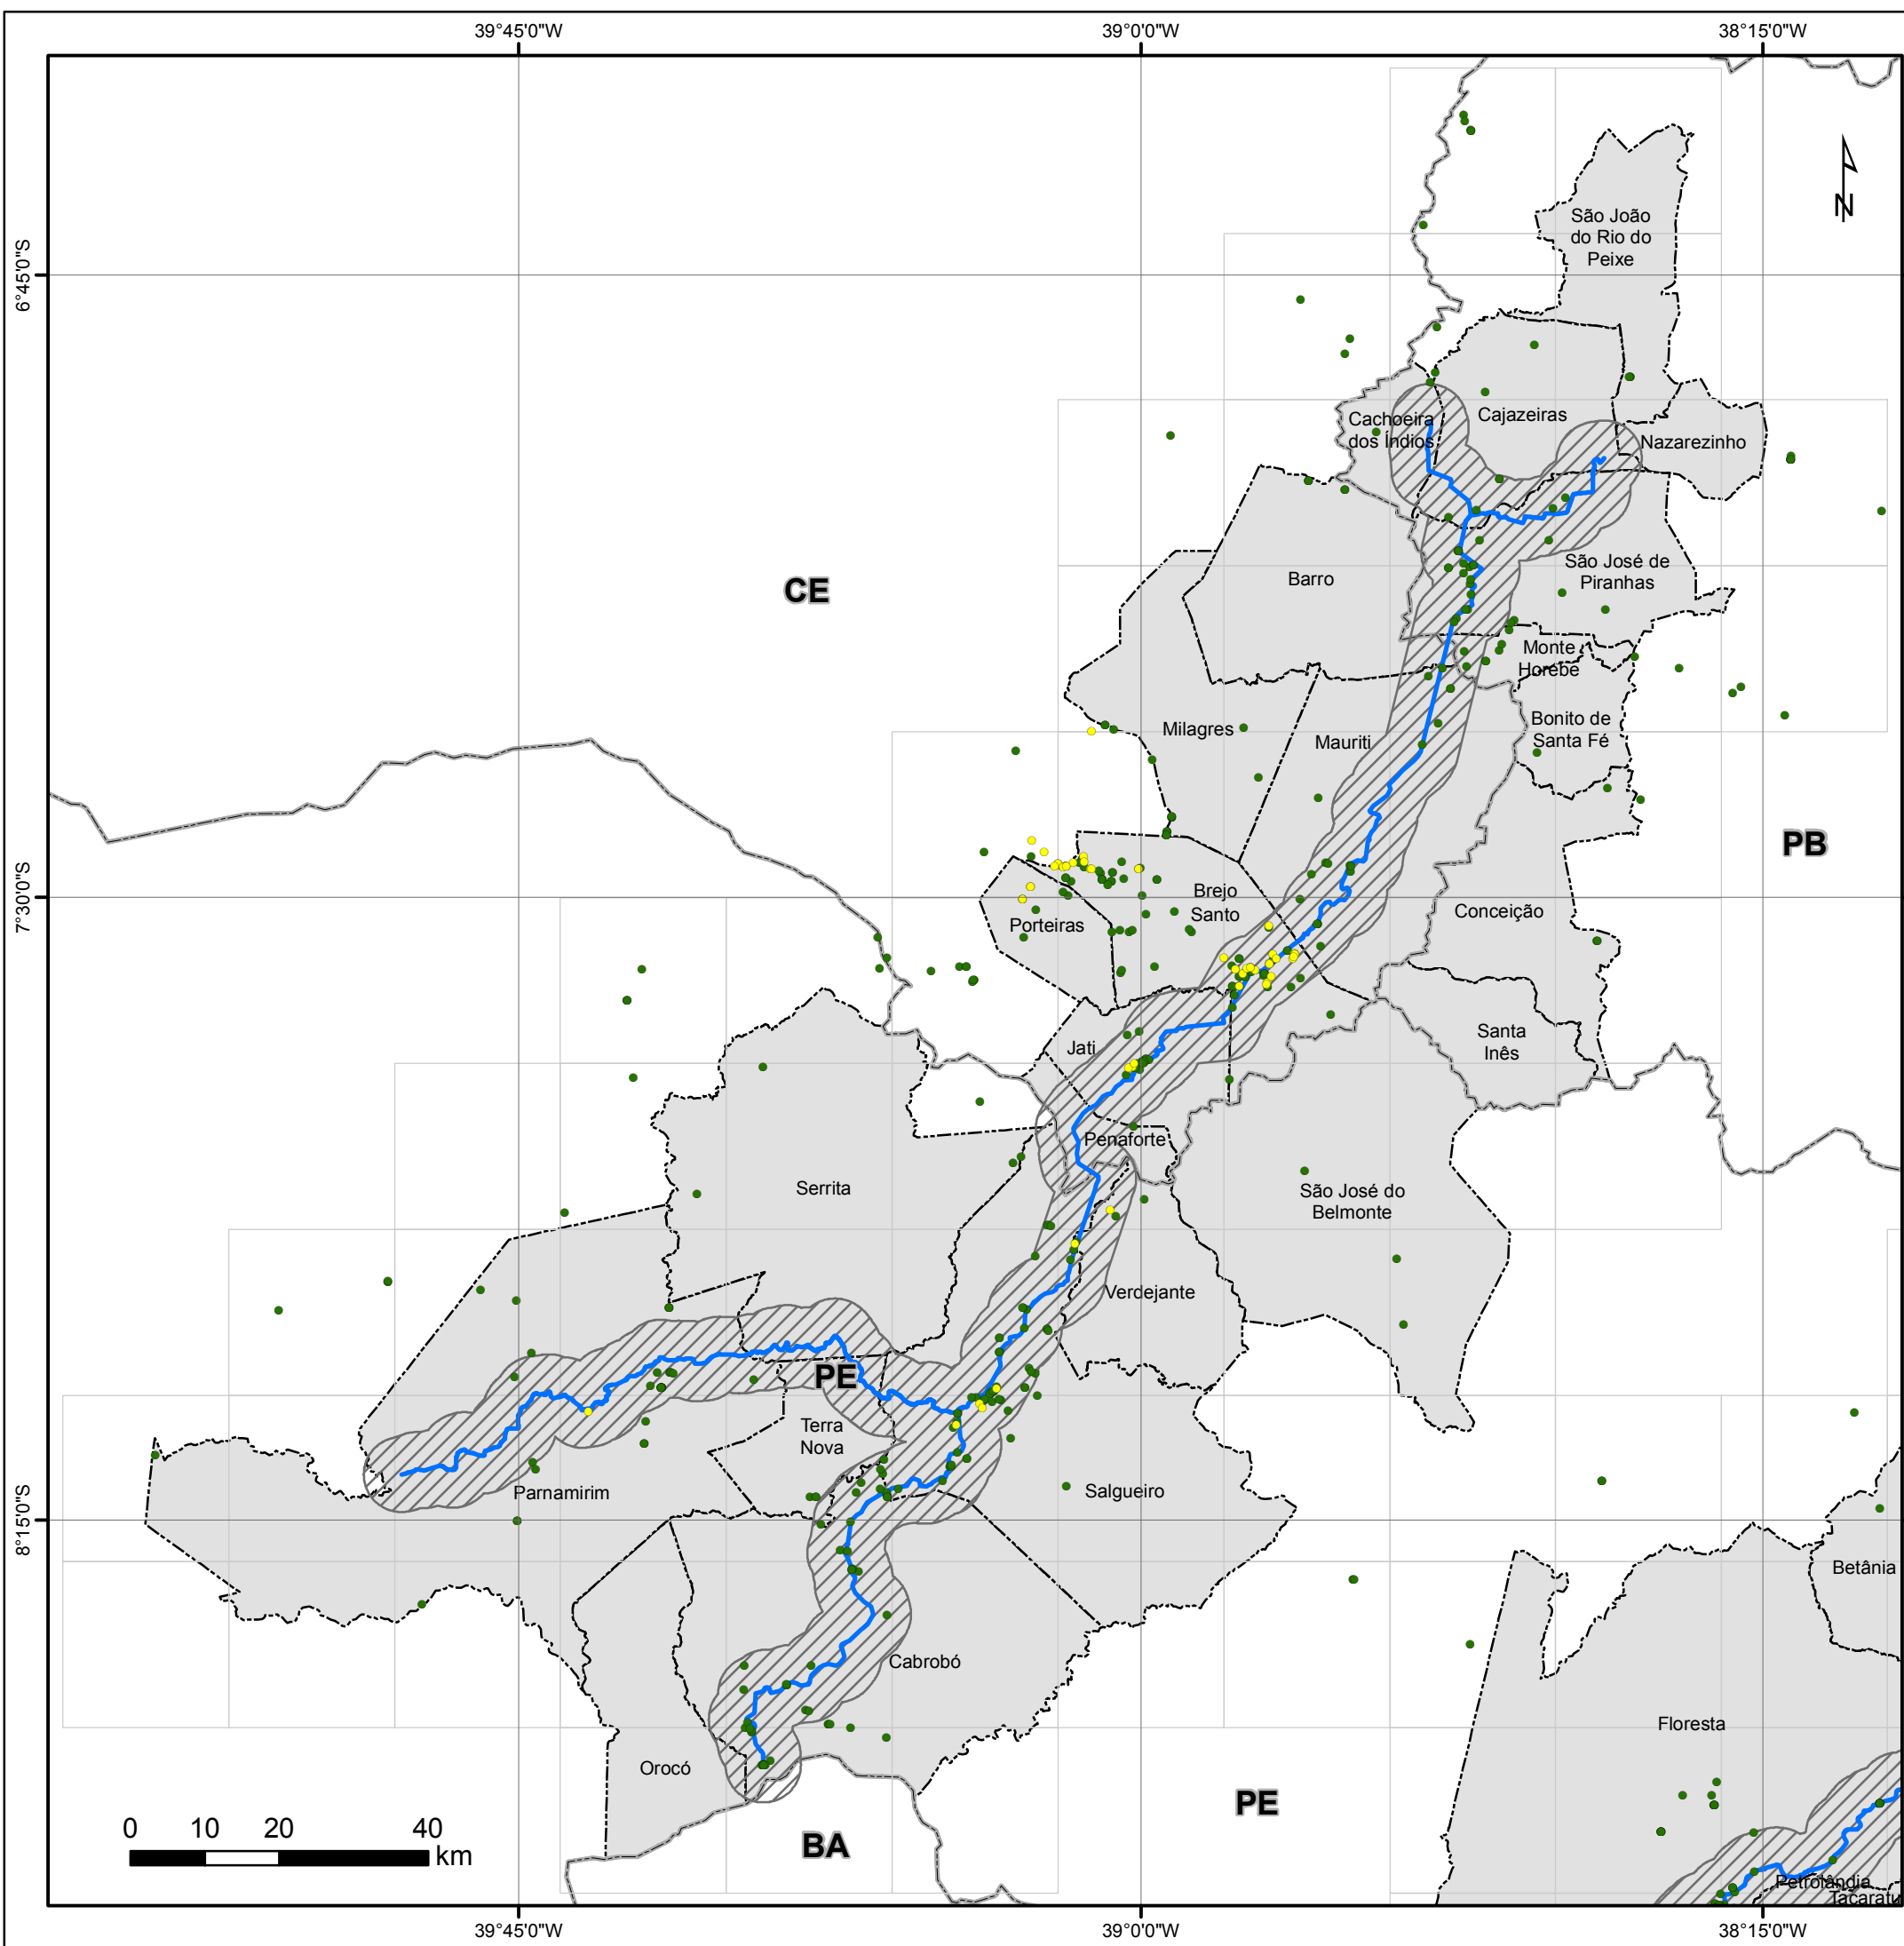 39°45'0"W
39°0'0"W
38°15'0"W
6°45'0"S
7°30'0"S
8°15'0"S
N
São João
do Rio do
Peixe
Cachoeira
dos Índios
Cajazeiras
Nazarezinho
CE
Barro
São José de
Piranhas
Monte
Horebe
Milagres
Mauriti
Bonito de
Santa Fé
PB
Brejo
Santo
Porteiras
Conceição
Santa
Inês
Jati
Penaforte
Serrita
São José do
Belmonte
Verdejante
PE
Terra
Nova
Parnamirim
Salgueiro
Betânia
Cabrobó
Floresta
Orocó
PE
BA
0 10 20 40
km
Petrolândia
Tacaratu
39°45'0"W
39°0'0"W
38°15'0"W